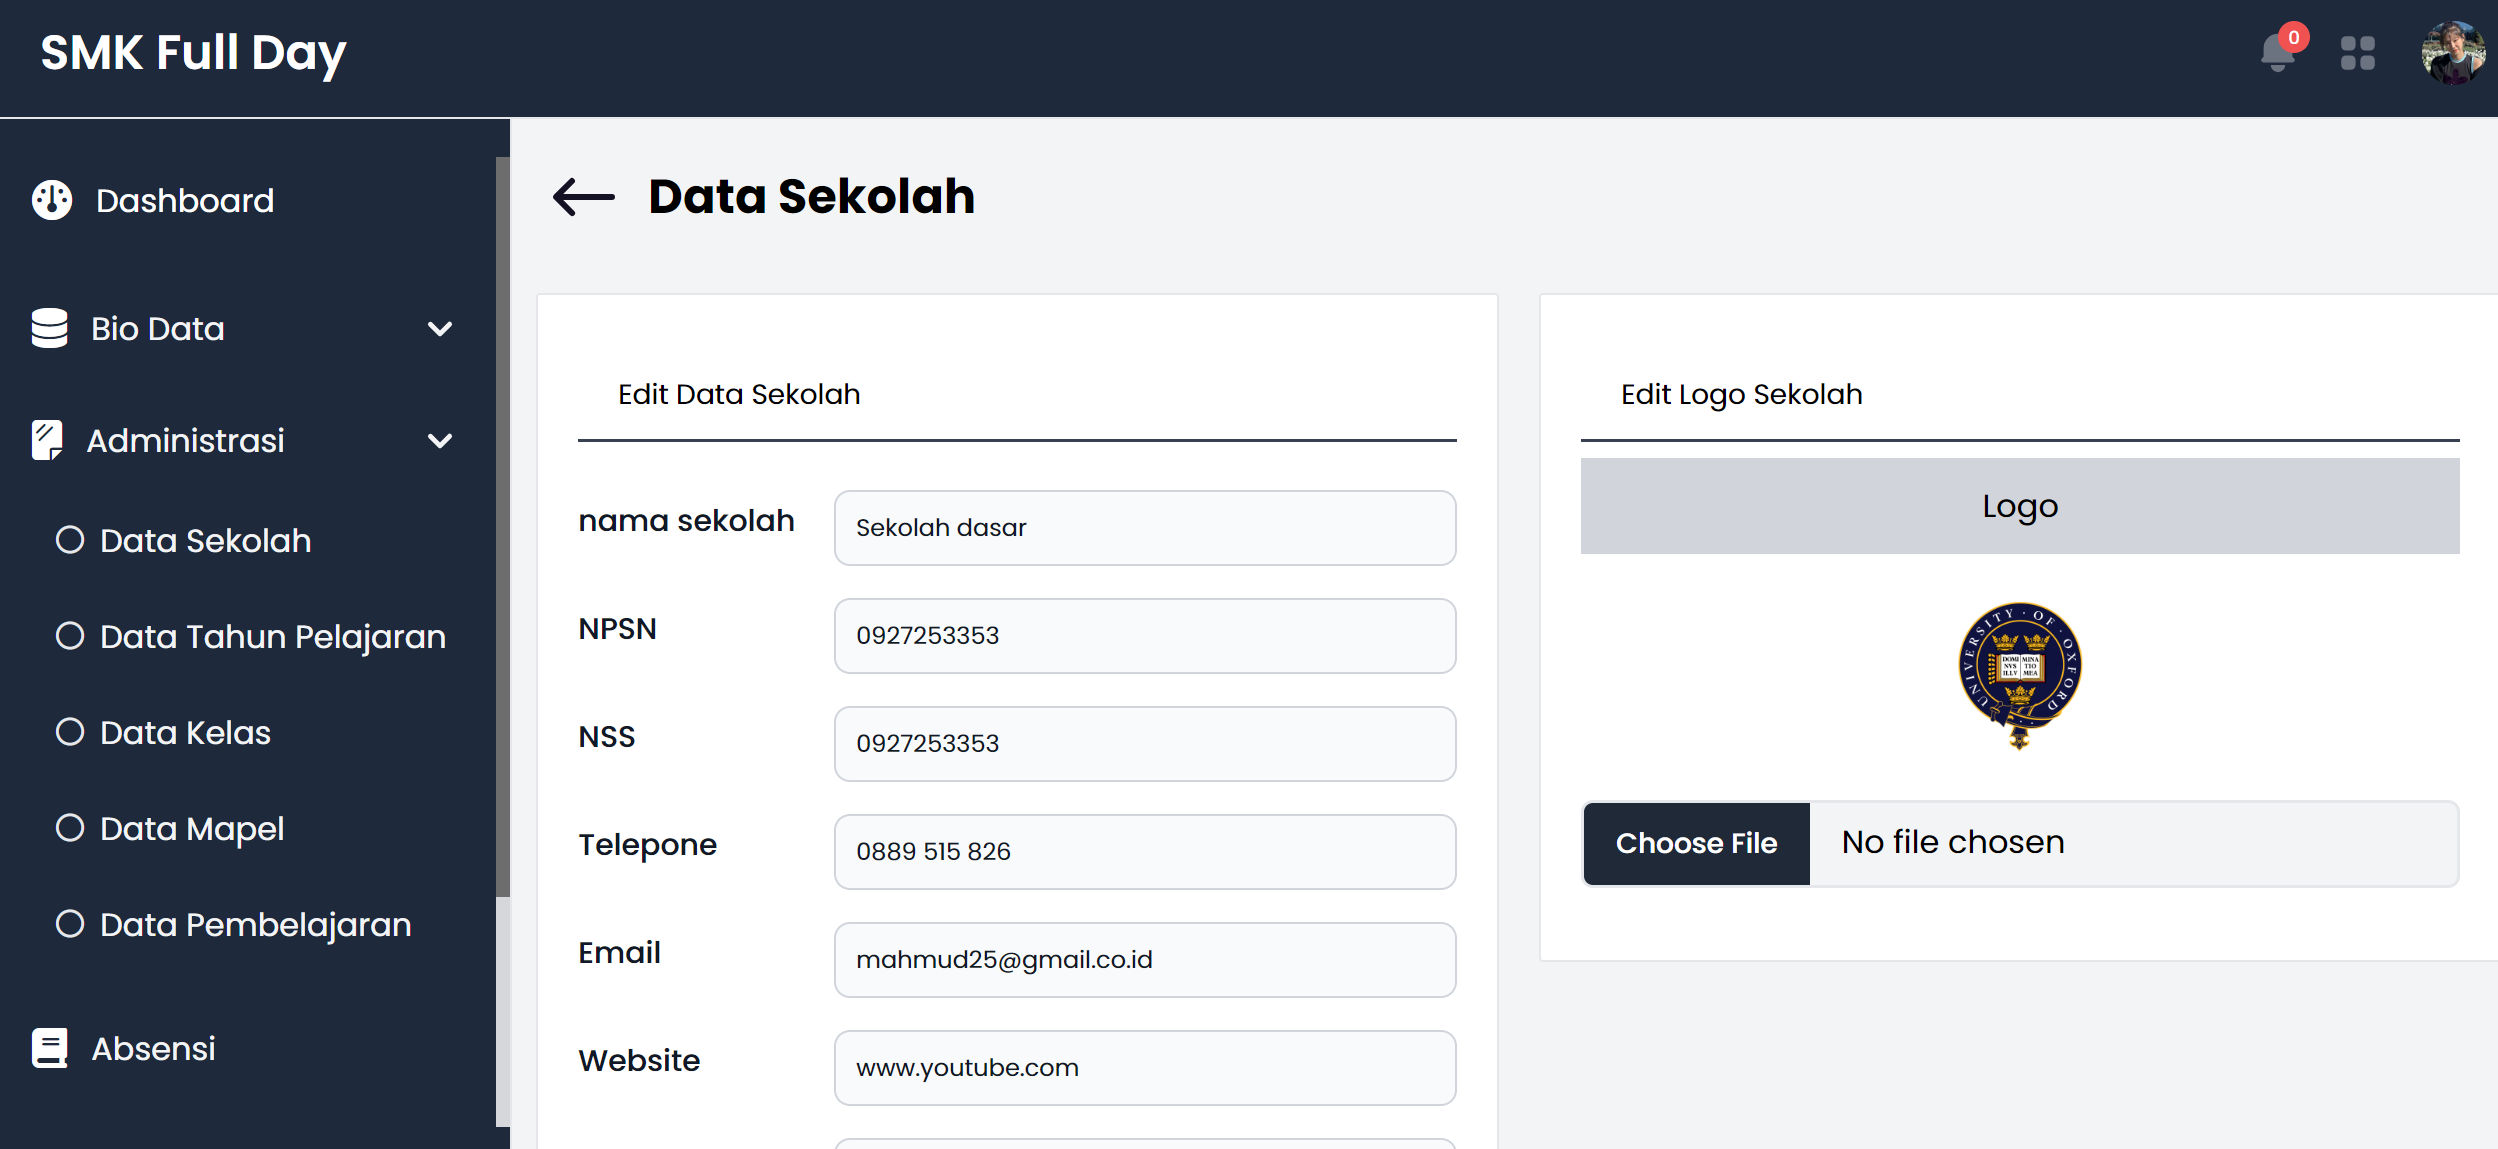 SMK Full Day
0
Dashboard
Bio Data
Administrasi
Data Sekolah
Data Tahun Pelajaran
Data Kelas
Data Mapel
Data Pembelajaran
Absensi
Data Sekolah
Edit Data Sekolah
nama sekolah
Sekolah dasar
NPSN
0927253353
NSS
0927253353
Telepone
0889 515 826
Email
mahmud25@gmail.co.id
Website
www.youtube.com
Edit Logo Sekolah
Logo
UNIVERSITY · OF · OXFORD
DOMI MINA
NVS TIO
ILLV MEA
Choose File No file chosen